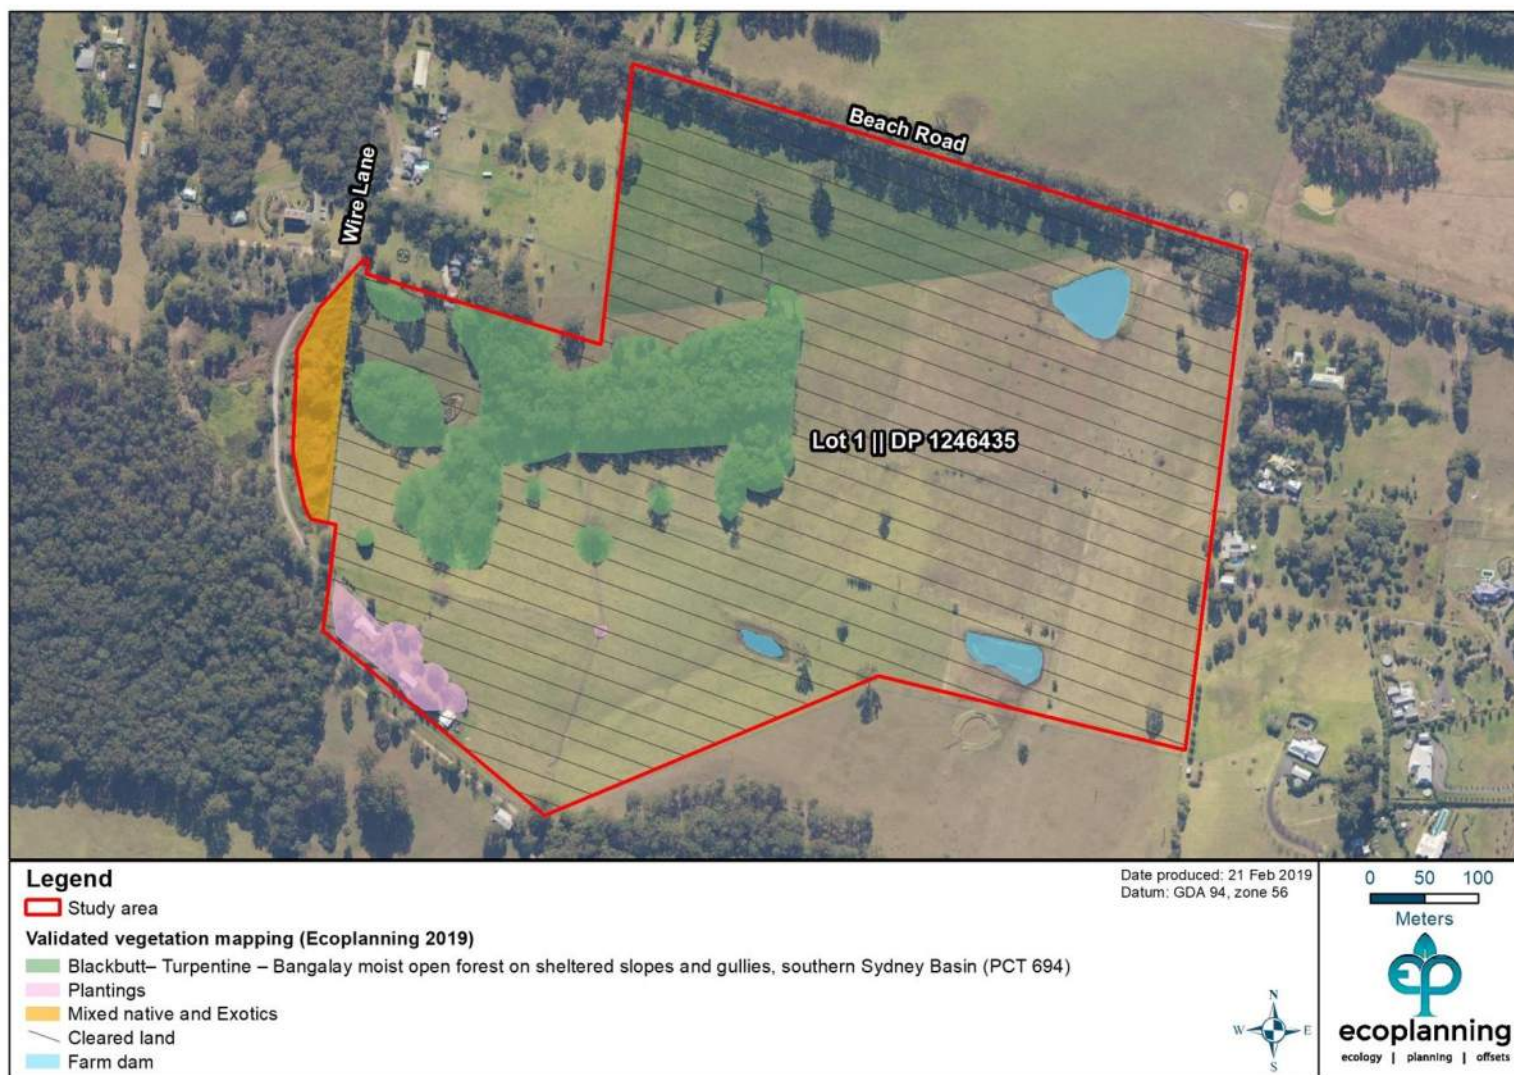 Beach Road
Wire Lane
Lot 1 || DP 1246435
Legend
Study area
Validated vegetation mapping (Ecoplanning 2019)
Blackbutt– Turpentine – Bangalay moist open forest on sheltered slopes and gullies, southern Sydney Basin (PCT 694)
Plantings
Mixed native and Exotics
Cleared land
Farm dam
Date produced: 21 Feb 2019
Datum: GDA 94, zone 56
N
W E
S
0 50 100
Meters
ep
ecoplanning
ecology | planning | offsets